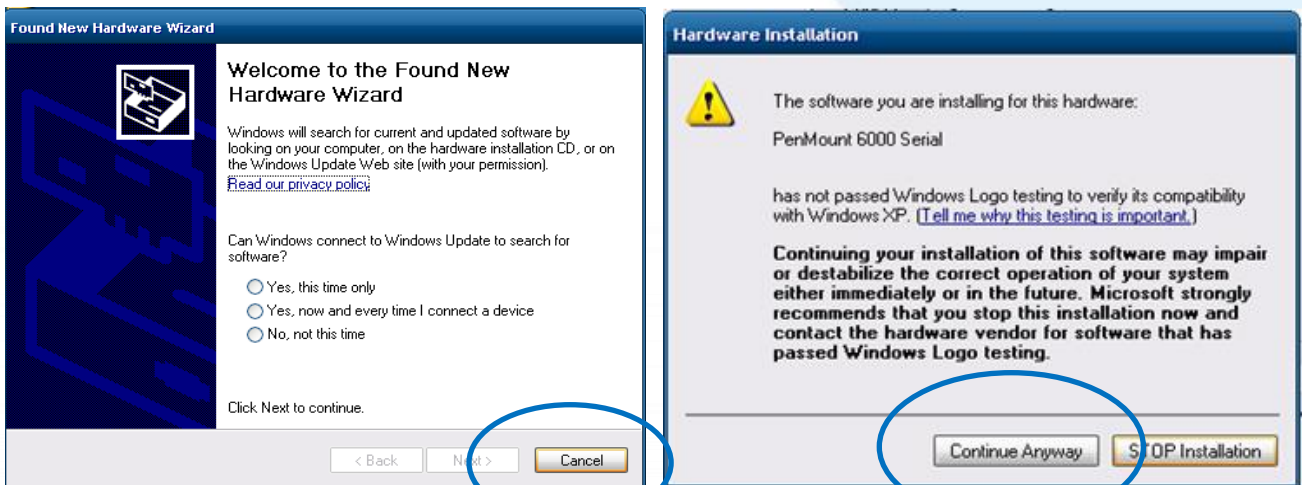 Found New Hardware Wizard
Welcome to the Found New
Hardware Wizard
Windows will search for current and updated software by
looking on your computer, on the hardware installation CD, or on
the Windows Update Web site (with your permission).
Read our privacy policy
Can Windows connect to Windows Update to search for
software?
Yes, this time only
Yes, now and every time I connect a device
No, not this time
Click Next to continue.
< Back
Next >
Cancel
Hardware Installation
The software you are installing for this hardware:
PenMount 6000 Serial
has not passed Windows Logo testing to verify its compatibility
with Windows XP. (Tell me why this testing is important.)
Continuing your installation of this software may impair
or destabilize the correct operation of your system
either immediately or in the future. Microsoft strongly
recommends that you stop this installation now and
contact the hardware vendor for software that has
passed Windows Logo testing.
Continue Anyway
STOP Installation